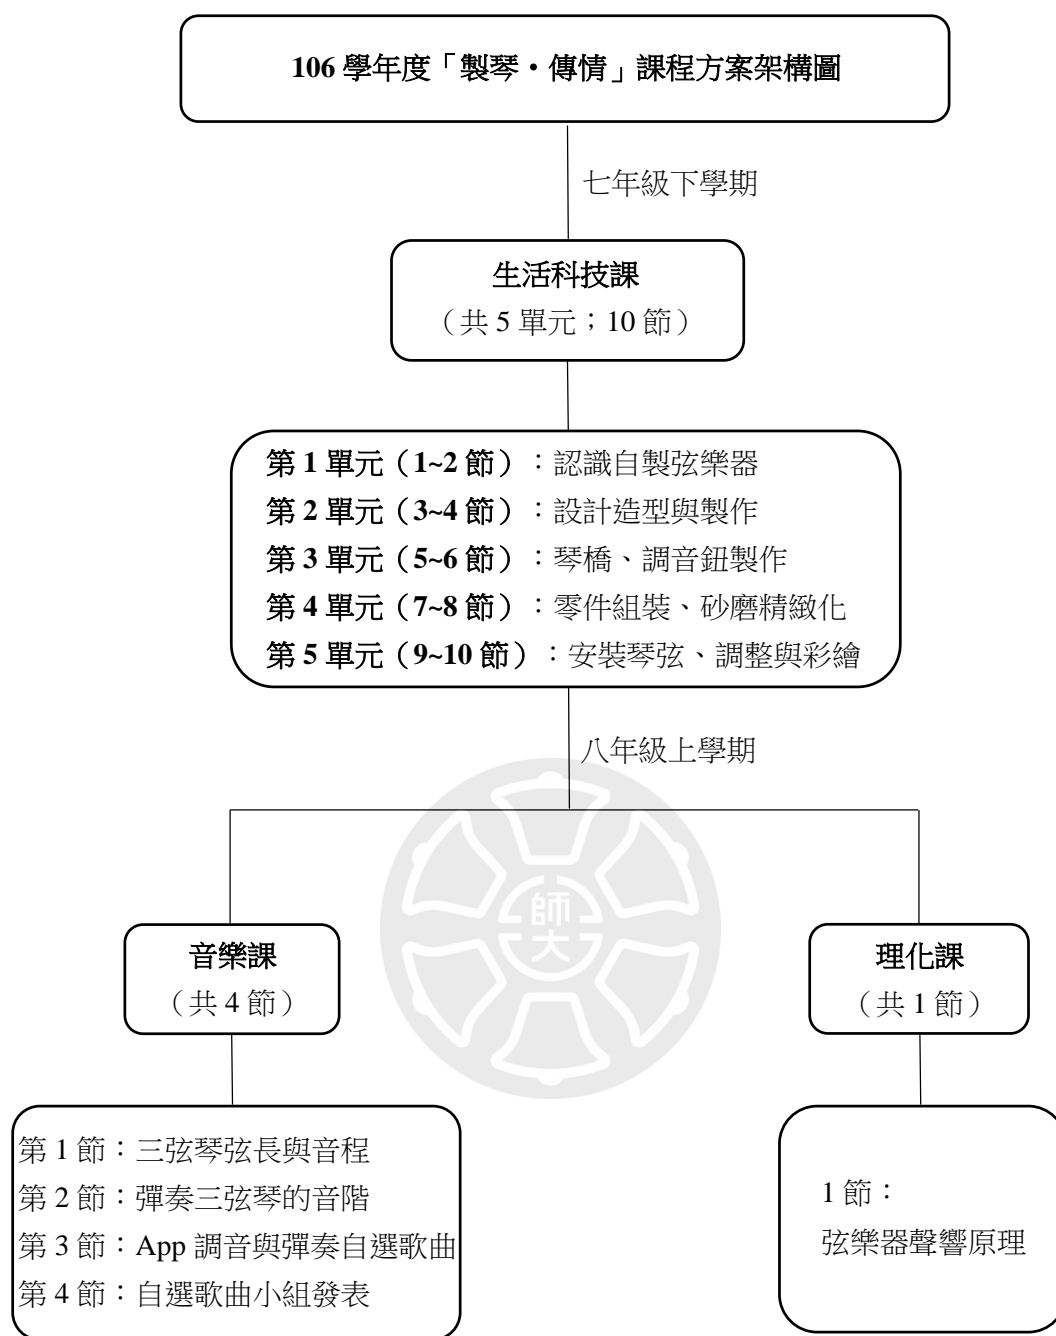 106 學年度「製琴・傳情」課程方案架構圖
七年級下學期
生活科技課
（共 5 單元；10 節）
第 1 單元（1~2 節）：認識自製弦樂器
第 2 單元（3~4 節）：設計造型與製作
第 3 單元（5~6 節）：琴橋、調音鈕製作
第 4 單元（7~8 節）：零件組裝、砂磨精緻化
第 5 單元（9~10 節）：安裝琴弦、調整與彩繪
八年級上學期
師大
音樂課
（共 4 節）
理化課
（共 1 節）
第 1 節：三弦琴弦長與音程
第 2 節：彈奏三弦琴的音階
第 3 節：App 調音與彈奏自選歌曲
第 4 節：自選歌曲小組發表
1 節：
弦樂器聲響原理